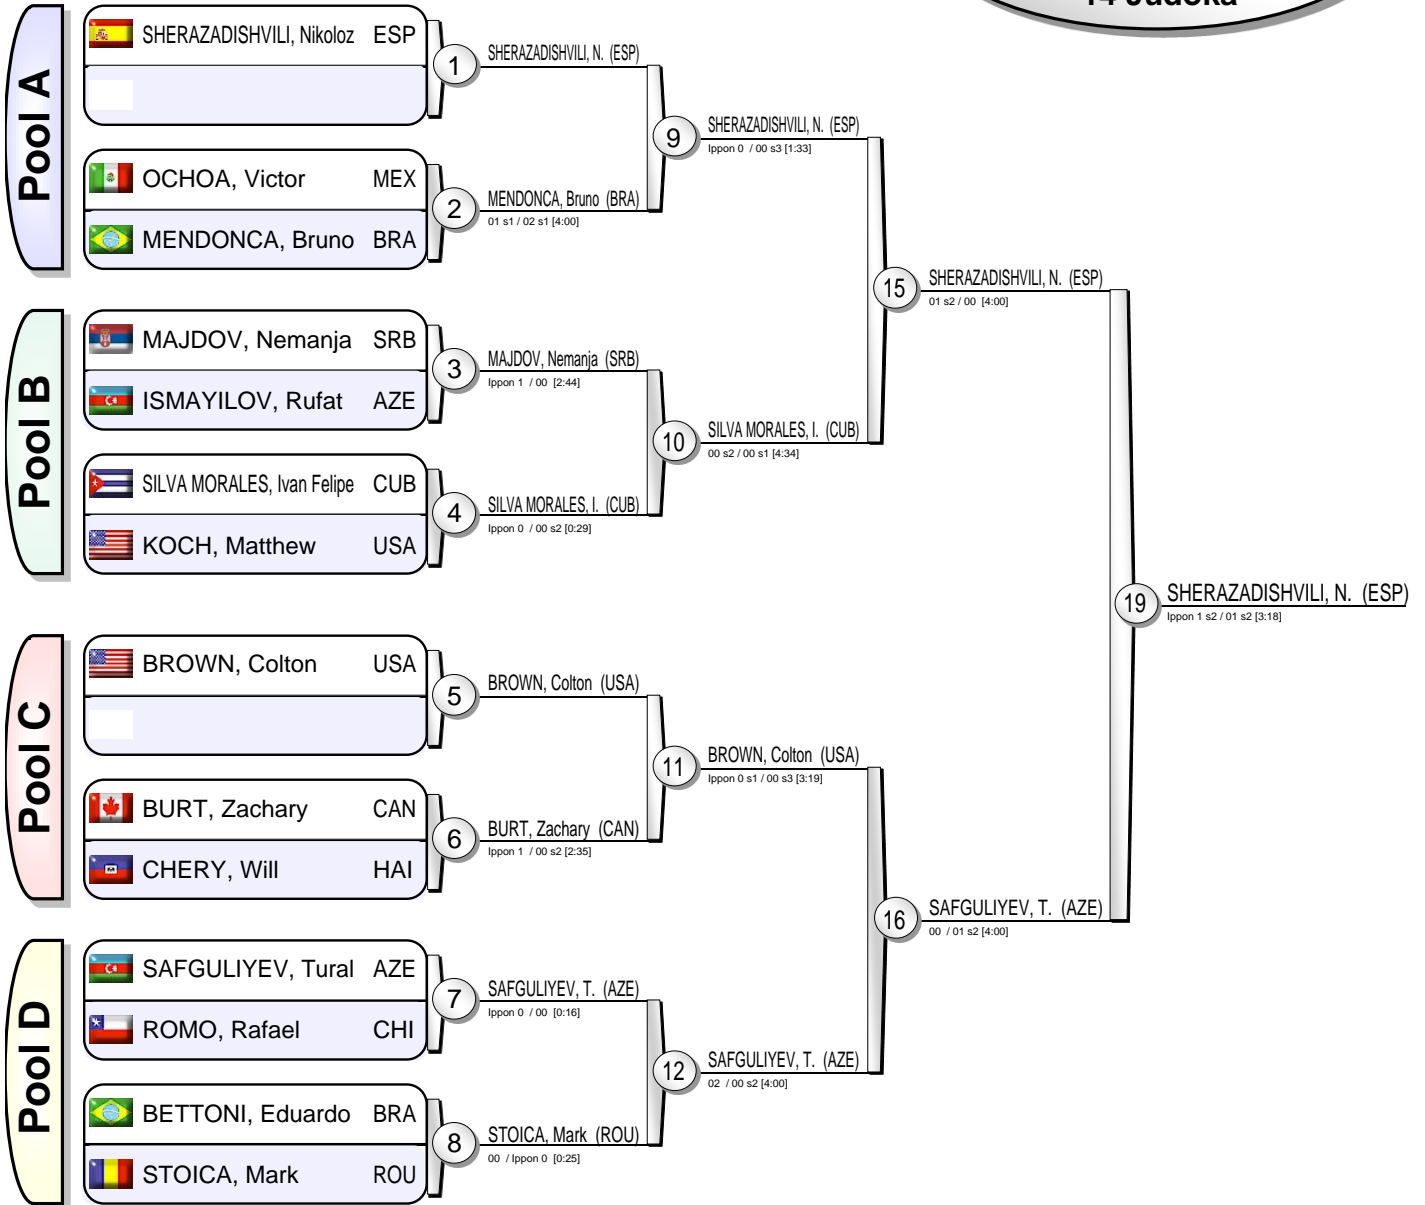 14 Judoka
Pool A
SHERAZADISHVILI, Nikoloz ESP
OCHOA, Victor MEX
MENDONCA, Bruno BRA
1
SHERAZADISHVILI, N. (ESP)
2
MENDONCA, Bruno (BRA)
01 s1 / 02 s1 [4:00]
9
SHERAZADISHVILI, N. (ESP)
Ippon 0 / 00 s3 [1:33]
Pool B
MAJDOV, Nemanja SRB
ISMAYILOV, Rufat AZE
SILVA MORALES, Ivan Felipe CUB
KOCH, Matthew USA
3
MAJDOV, Nemanja (SRB)
Ippon 1 / 00 [2:44]
4
SILVA MORALES, I. (CUB)
Ippon 0 / 00 s2 [0:29]
10
SILVA MORALES, I. (CUB)
00 s2 / 00 s1 [4:34]
15
SHERAZADISHVILI, N. (ESP)
01 s2 / 00 [4:00]
Pool C
BROWN, Colton USA
BURT, Zachary CAN
CHERY, Will HAI
5
BROWN, Colton (USA)
6
BURT, Zachary (CAN)
Ippon 1 / 00 s2 [2:35]
11
BROWN, Colton (USA)
Ippon 0 s1 / 00 s3 [3:19]
Pool D
SAFGULIYEV, Tural AZE
ROMO, Rafael CHI
BETTONI, Eduardo BRA
STOICA, Mark ROU
7
SAFGULIYEV, T. (AZE)
Ippon 0 / 00 [0:16]
8
STOICA, Mark (ROU)
00 / Ippon 0 [0:25]
12
SAFGULIYEV, T. (AZE)
02 / 00 s2 [4:00]
16
SAFGULIYEV, T. (AZE)
00 / 01 s2 [4:00]
19
SHERAZADISHVILI, N. (ESP)
Ippon 1 s2 / 01 s2 [3:18]